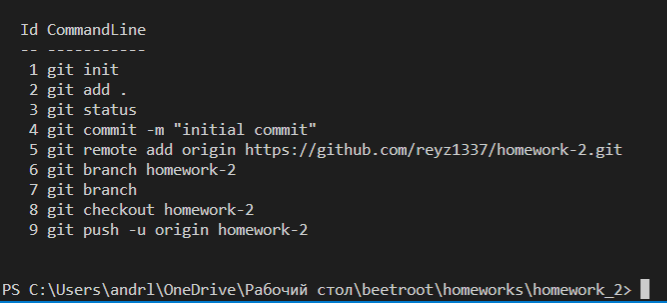 Id CommandLine
-- -----------
1 git init
2 git add .
3 git status
4 git commit -m "initial commit"
5 git remote add origin https://github.com/reyz1337/homework-2.git
6 git branch homework-2
7 git branch
8 git checkout homework-2
9 git push -u origin homework-2
PS C:\Users\andrl\OneDrive\Рабочий стол\beetroot\homeworks\homework_2>